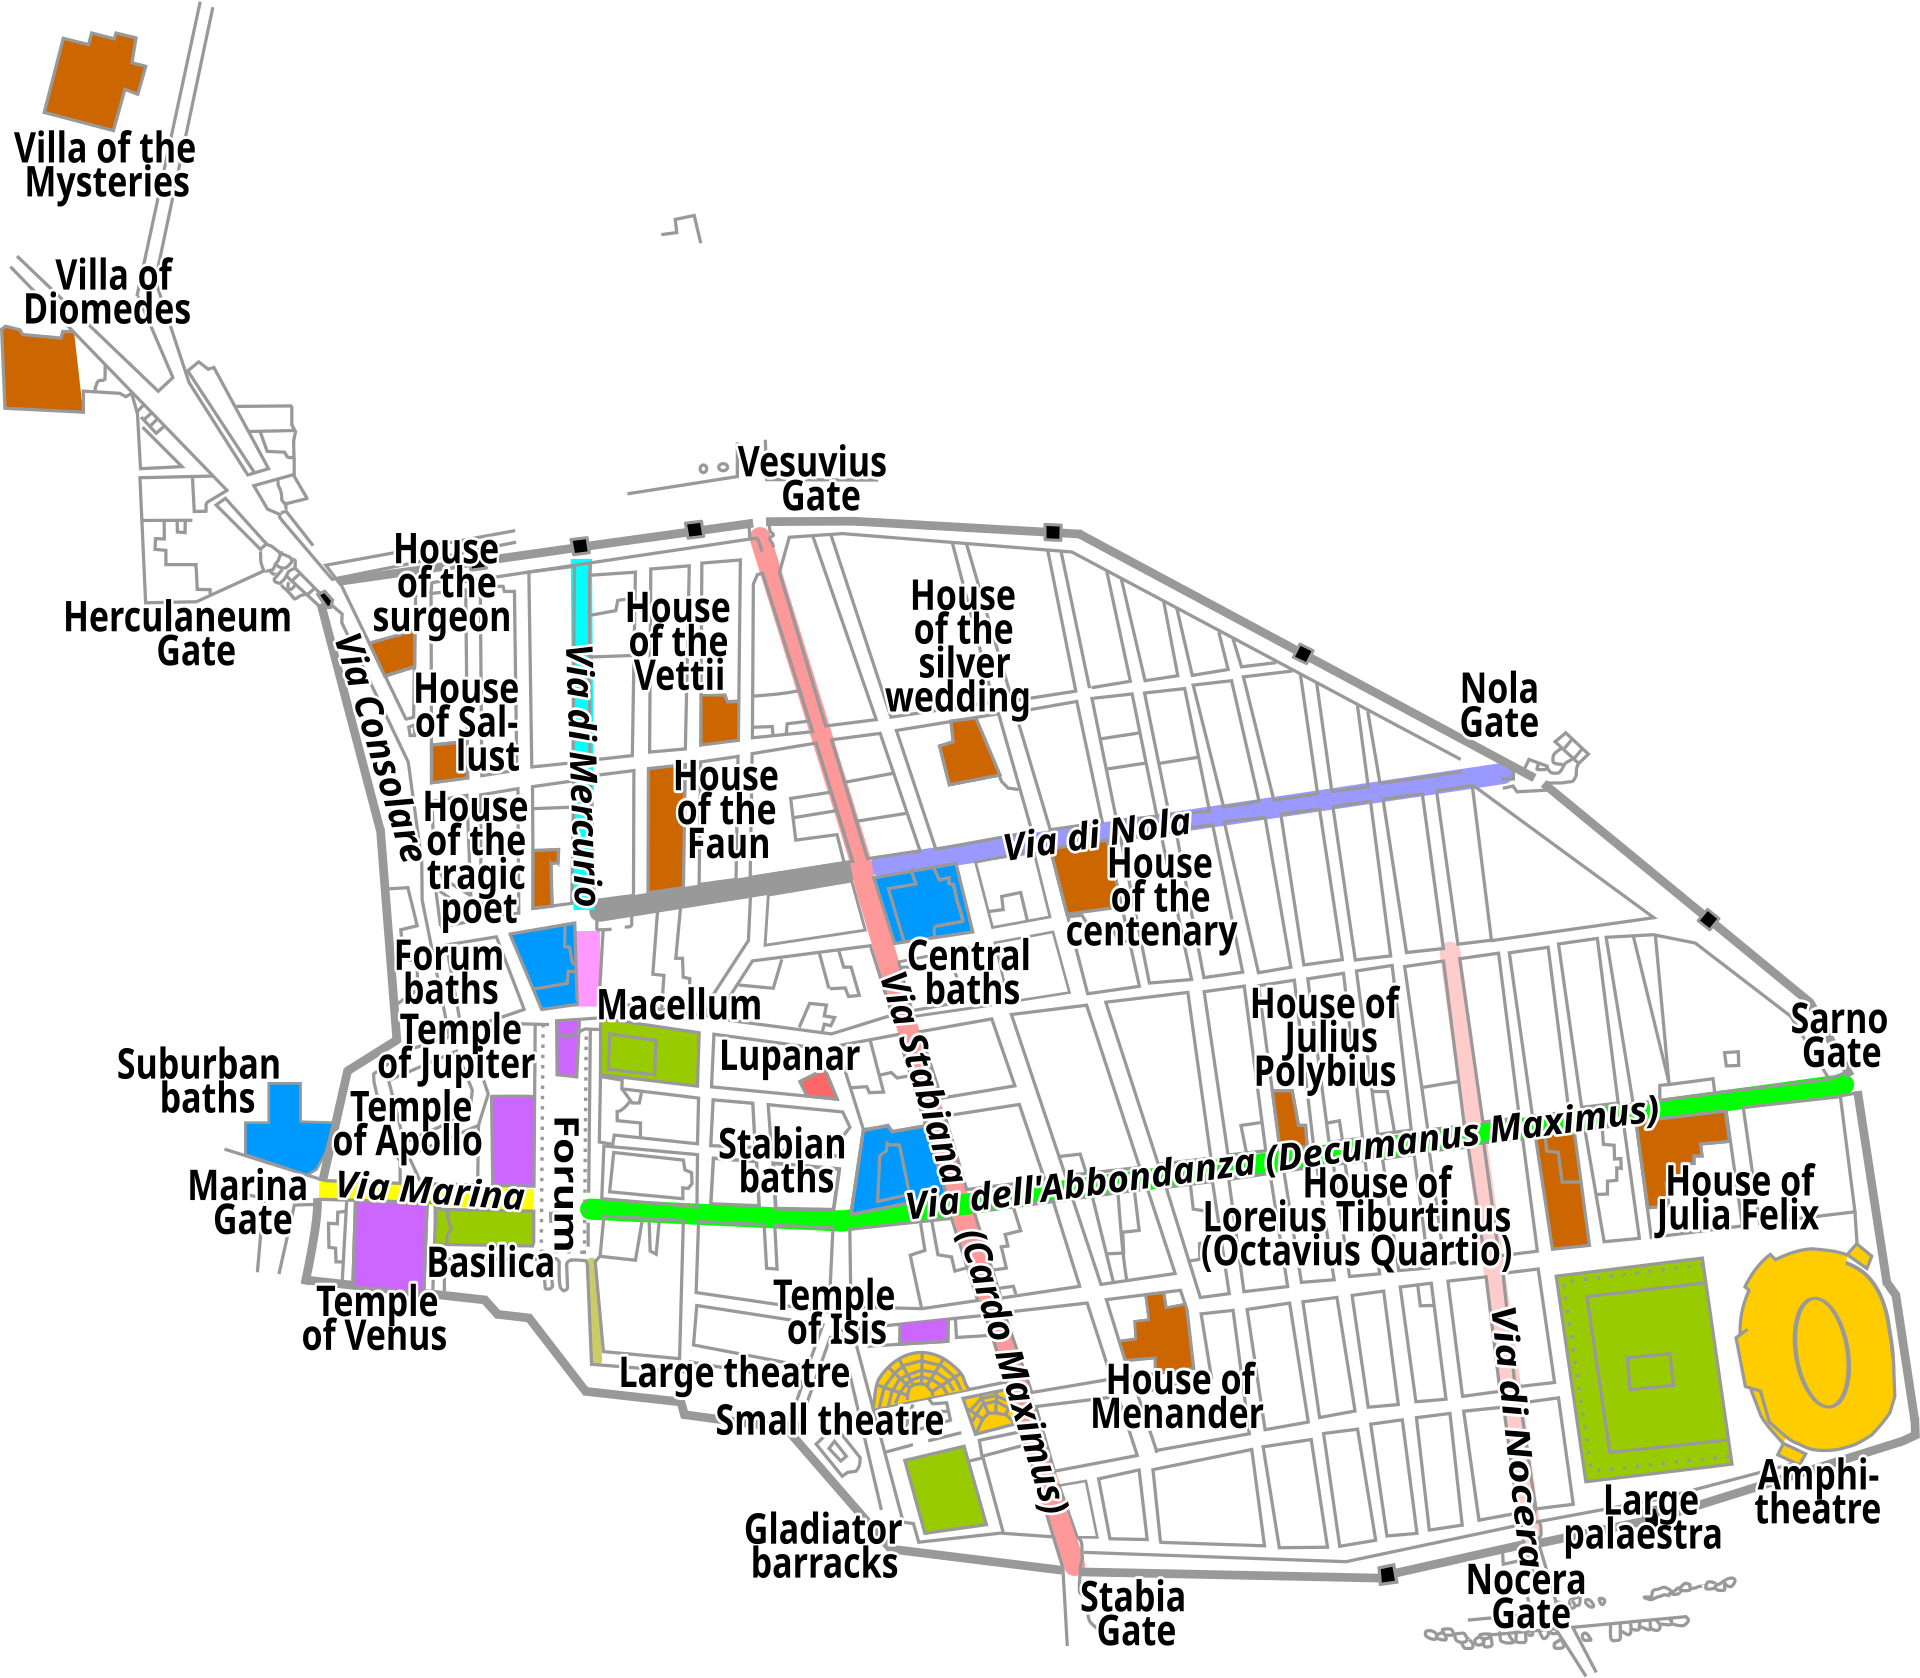 Villa of the
Mysteries
Villa of
Diomedes
Vesuvius
Gate
House
of the
surgeon
Herculaneum
Gate
House
of the
Vettii
House
of the
silver
wedding
Nola
Gate
Via Consolare
House
of Sal-
lust
Via di Mercurio
House
of the
Faun
House
of the
tragic
poet
Via di Nola
House
of the
centenary
Forum
baths
Central
baths
Macellum
Temple
of Jupiter
Lupanar
Via Stabiana (Cardo Maximus)
House of
Julius
Polybius
Sarno
Gate
Suburban
baths
Temple
of Apollo
Forum
Stabian
baths
Via dell'Abbondanza (Decumanus Maximus)
Marina
Gate
Via Marina
Basilica
Temple
of Venus
House of
Loreius Tiburtinus
(Octavius Quartio)
House of
Julia Felix
Temple
of Isis
Large theatre
Small theatre
House of
Menander
Via di Nocera
Gladiator
barracks
Large
palaestra
Amphi-
theatre
Stabia
Gate
Nocera
Gate